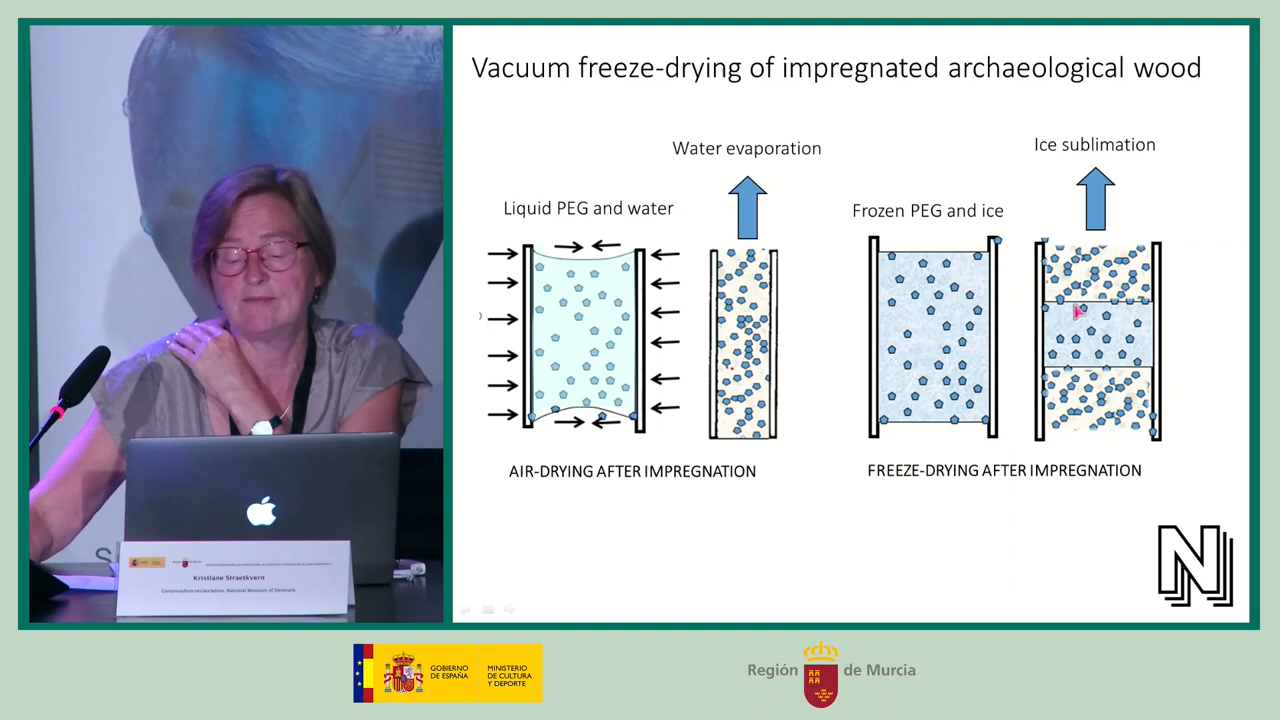 Vacuum freeze-drying of impregnated archaeological wood
Water evaporation
Ice sublimation
Liquid PEG and water
Frozen PEG and ice
AIR-DRYING AFTER IMPREGNATION
FREEZE-DRYING AFTER IMPREGNATION
N
Kristiane Straetkvern
Conservadora-restauradora, National Museum of Denmark
GOBIERNO
DE ESPAÑA
MINISTERIO
DE CULTURA
Y DEPORTE
Región de Murcia